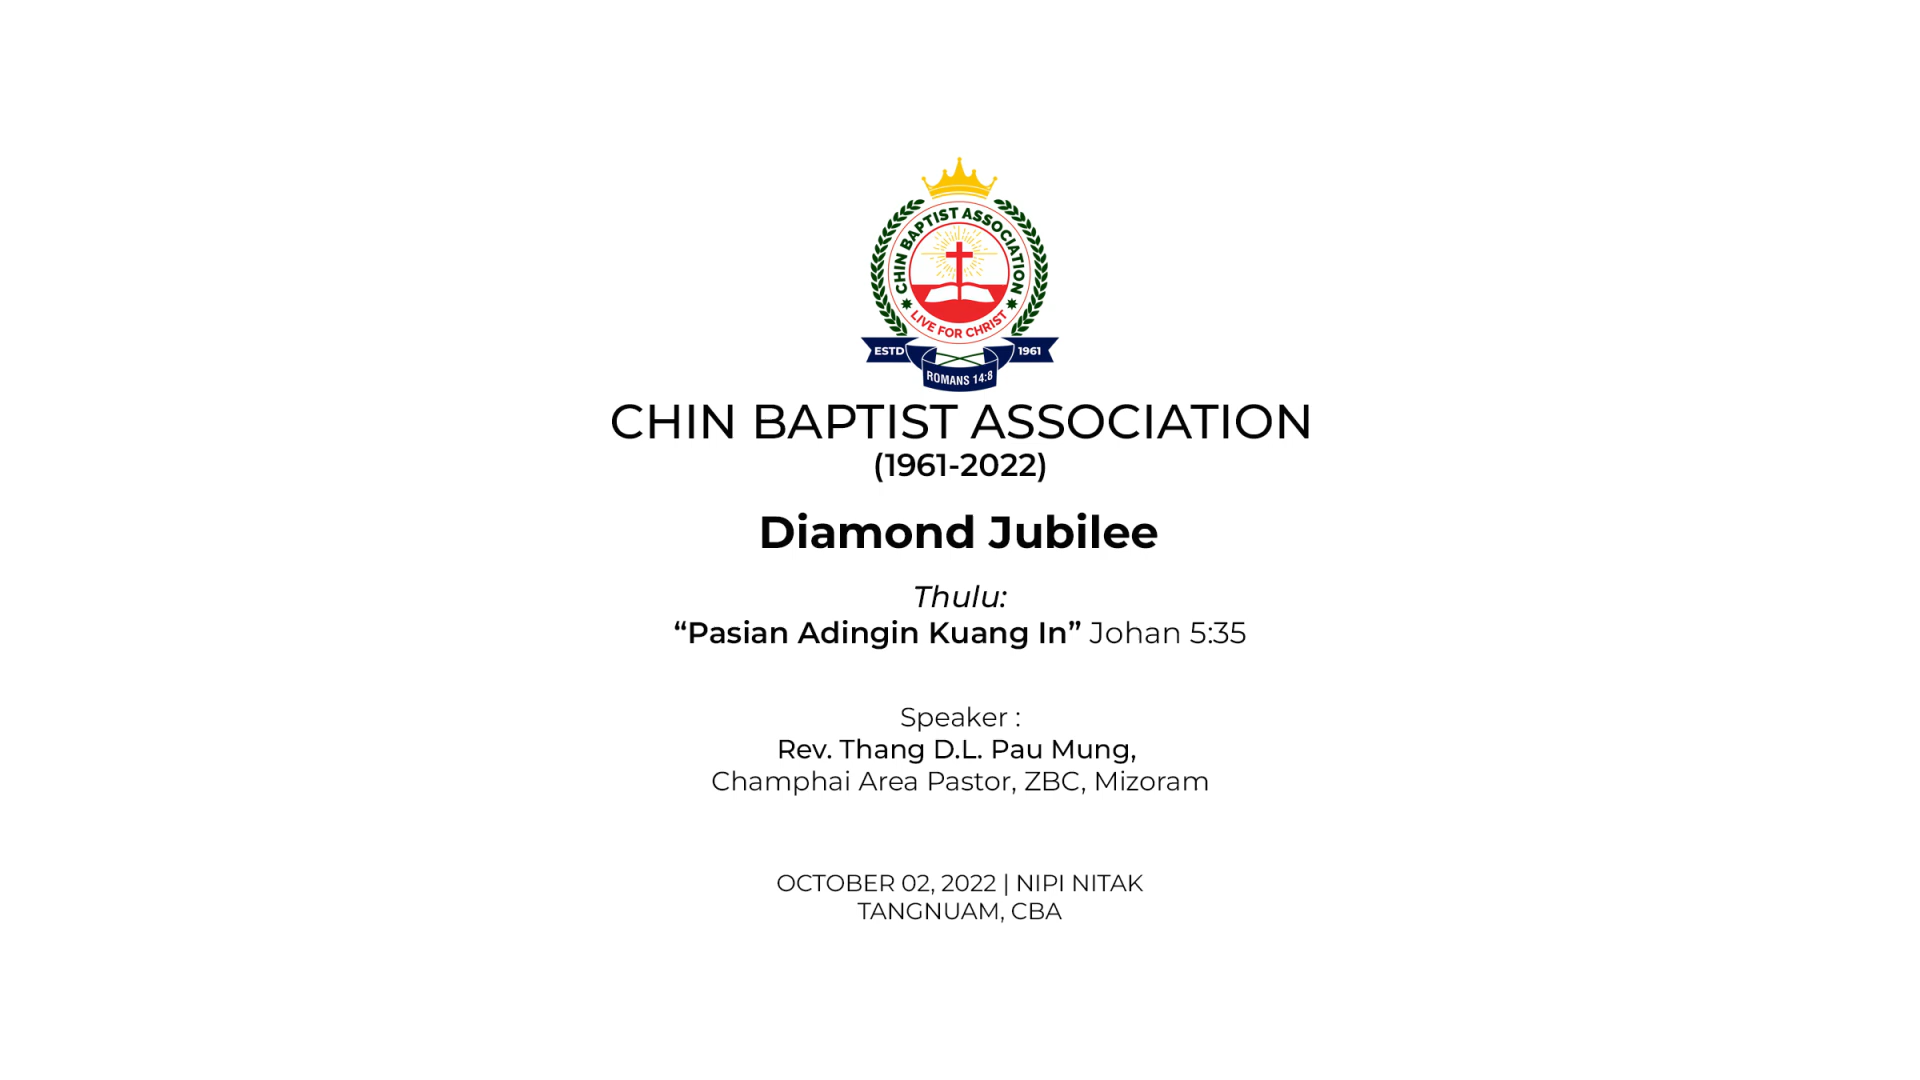 CHIN BAPTIST ASSOCIATION
LIVE FOR CHRIST
ESTD 1961
ROMANS 14:8
CHIN BAPTIST ASSOCIATION
(1961-2022)
Diamond Jubilee
Thulu:
“Pasian Adingin Kuang In” Johan 5:35
Speaker :
Rev. Thang D.L. Pau Mung,
Champhai Area Pastor, ZBC, Mizoram
OCTOBER 02, 2022 | NIPI NITAK
TANGNUAM, CBA